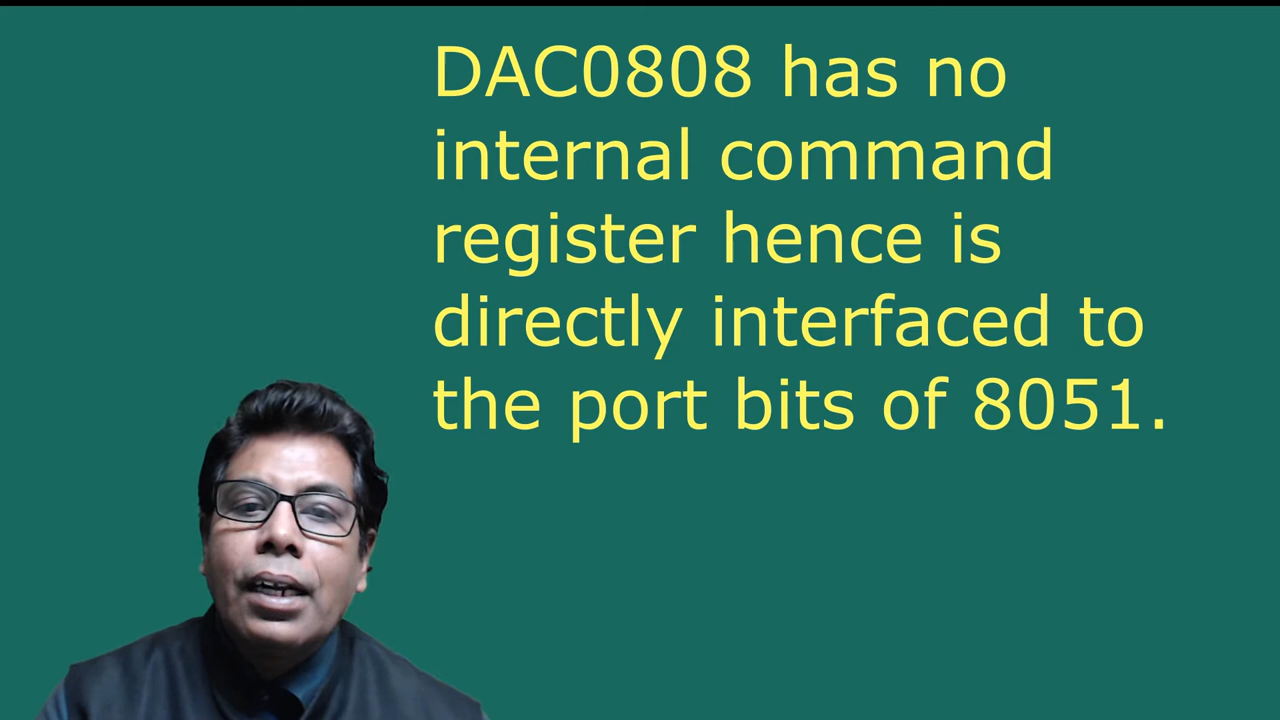 DAC0808 has no
internal command
register hence is
directly interfaced to
the port bits of 8051.